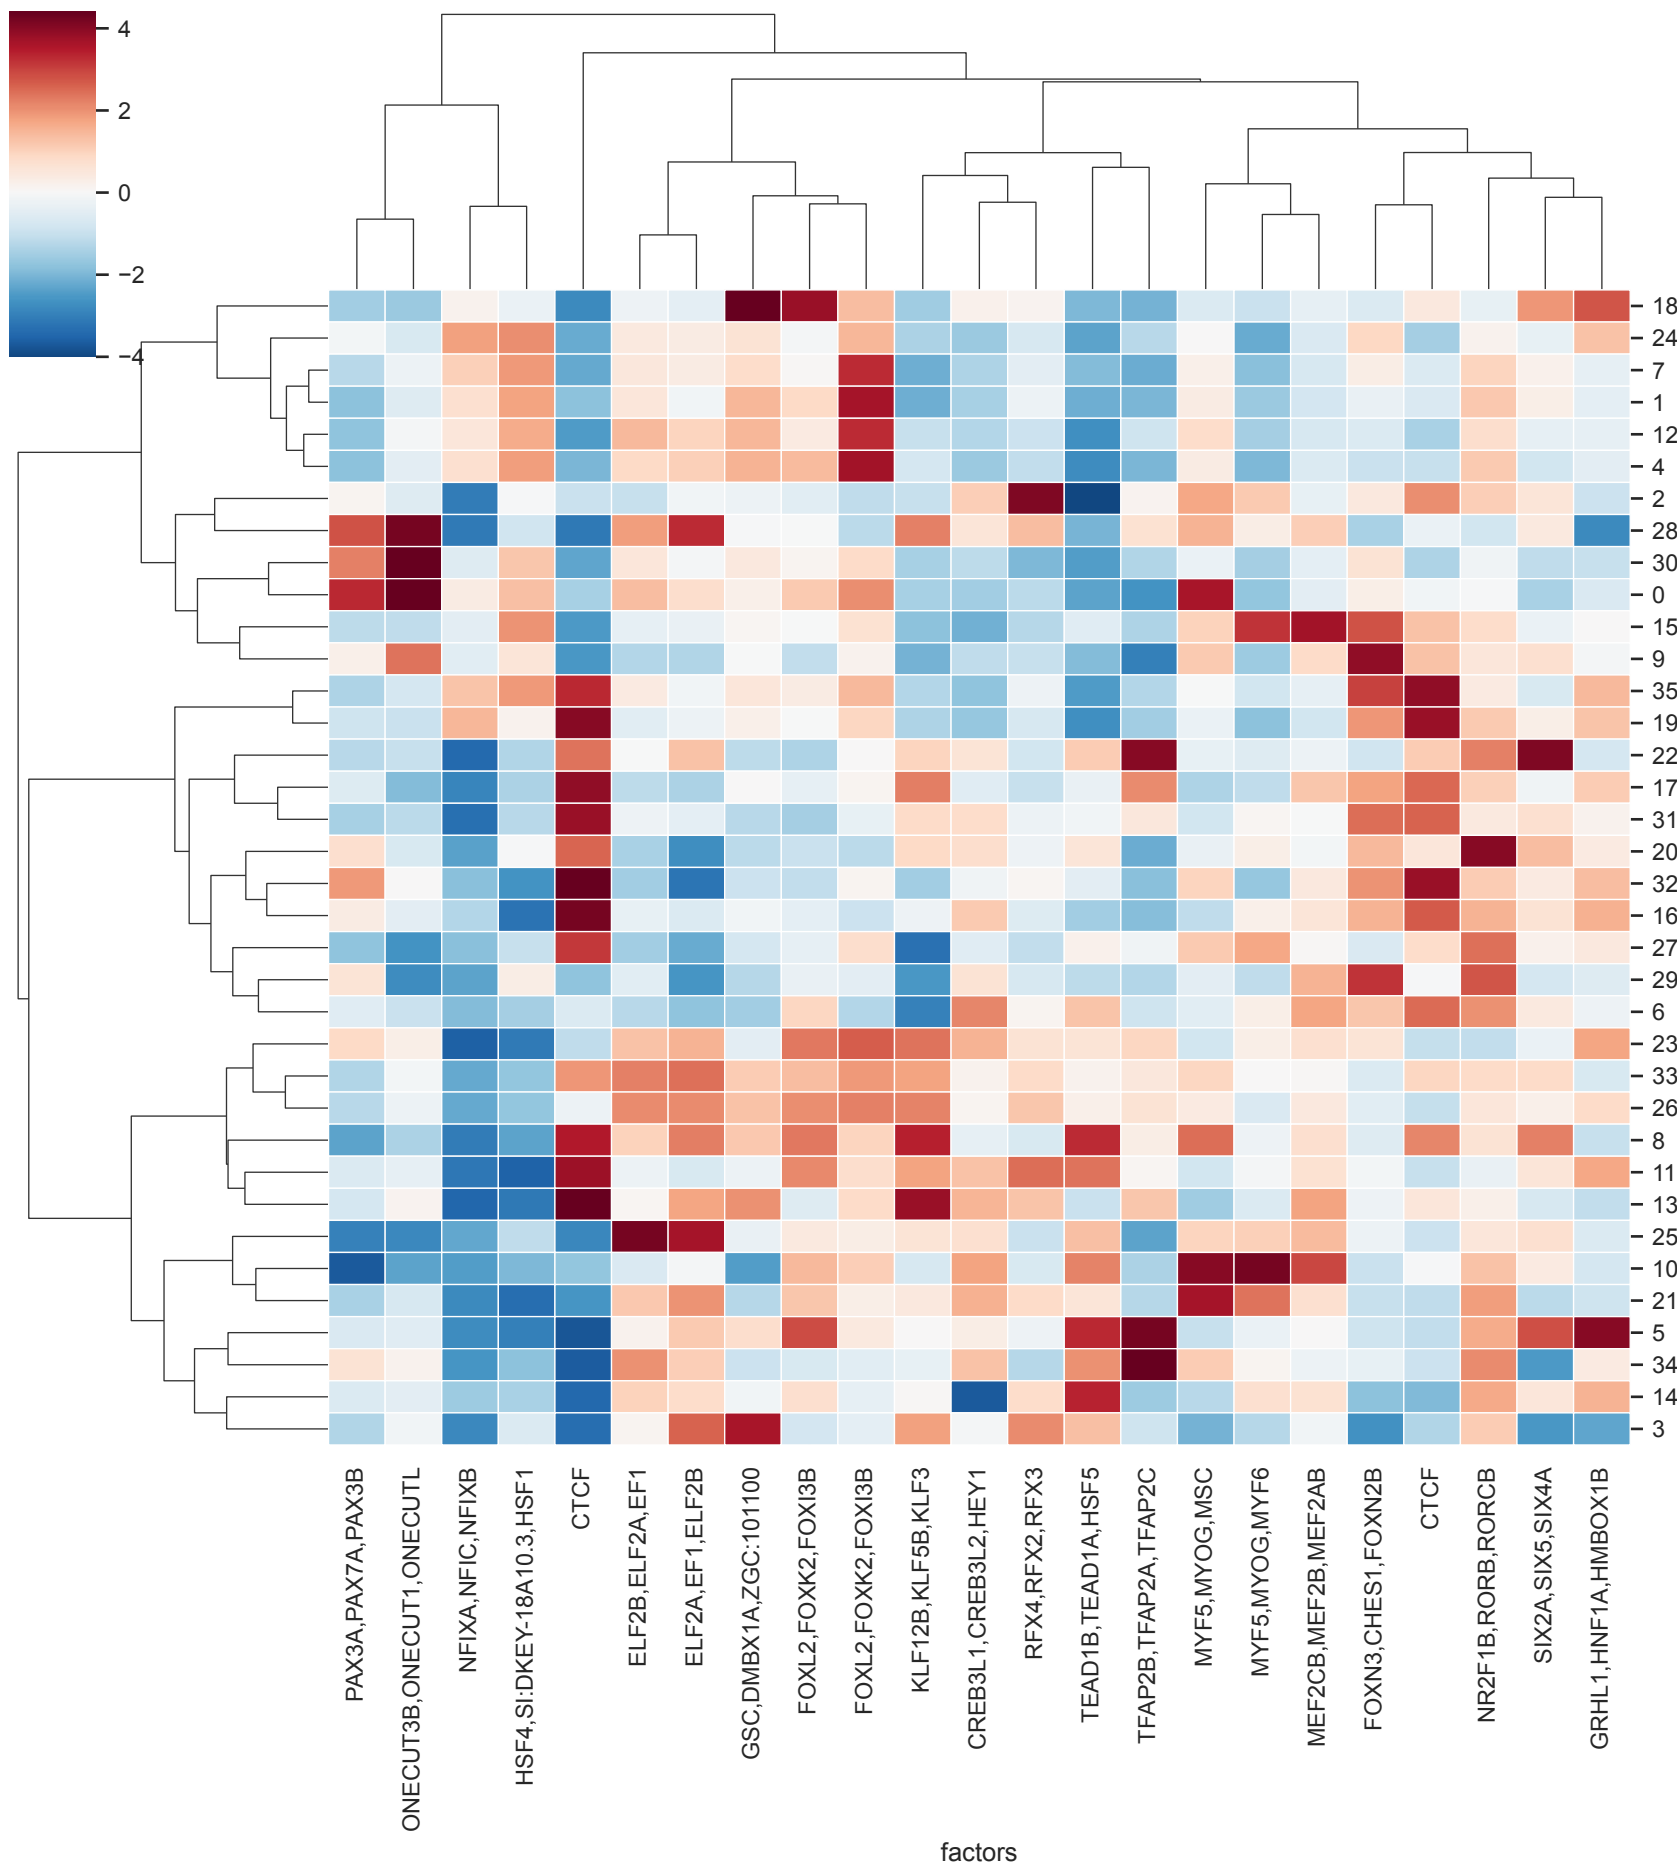 4
2
0
−2
−4
18
24
7
1
12
4
2
28
30
0
15
9
35
19
22
17
31
20
32
16
27
29
6
23
33
26
8
11
13
25
10
21
5
34
14
3
PAX3A,PAX7A,PAX3B
ONECUT3B,ONECUT1,ONECUTL
NFIXA,NFIC,NFIXB
HSF4,SI:DKEY-18A10.3,HSF1
CTCF
ELF2B,ELF2A,EF1
ELF2A,EF1,ELF2B
GSC,DMBX1A,ZGC:101100
FOXL2,FOXK2,FOXI3B
FOXL2,FOXK2,FOXI3B
KLF12B,KLF5B,KLF3
CREB3L1,CREB3L2,HEY1
RFX4,RFX2,RFX3
TEAD1B,TEAD1A,HSF5
TFAP2B,TFAP2A,TFAP2C
MYF5,MYOG,MSC
MYF5,MYOG,MYF6
MEF2CB,MEF2B,MEF2AB
FOXN3,CHES1,FOXN2B
CTCF
NR2F1B,RORB,RORCB
SIX2A,SIX5,SIX4A
GRHL1,HNF1A,HMBOX1B
factors